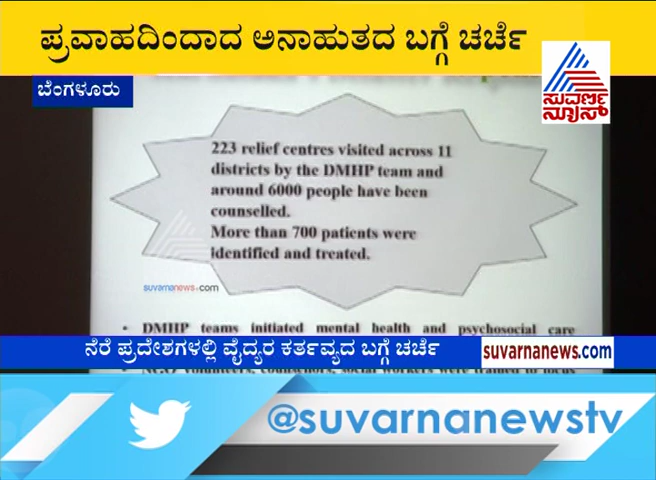 ಪ್ರವಾಹದಿಂದಾದ ಅನಾಹುತದ ಬಗ್ಗೆ ಚರ್ಚೆ
ಬೆಂಗಳೂರು
ಸುವರ್ಣ
ನ್ಯೂಸ್
223 relief centres visited across 11
districts by the DMHP team and
around 6000 people have been
counselled.
More than 700 patients were
identified and treated.
suvarnanews.com
• DMHP teams initiated mental health and psychosocial care
ನೆರೆ ಪ್ರದೇಶಗಳಲ್ಲಿ ವೈದ್ಯರ ಕರ್ತವ್ಯದ ಬಗ್ಗೆ ಚರ್ಚೆ
suvarnanews.com
@suvarnanewstv